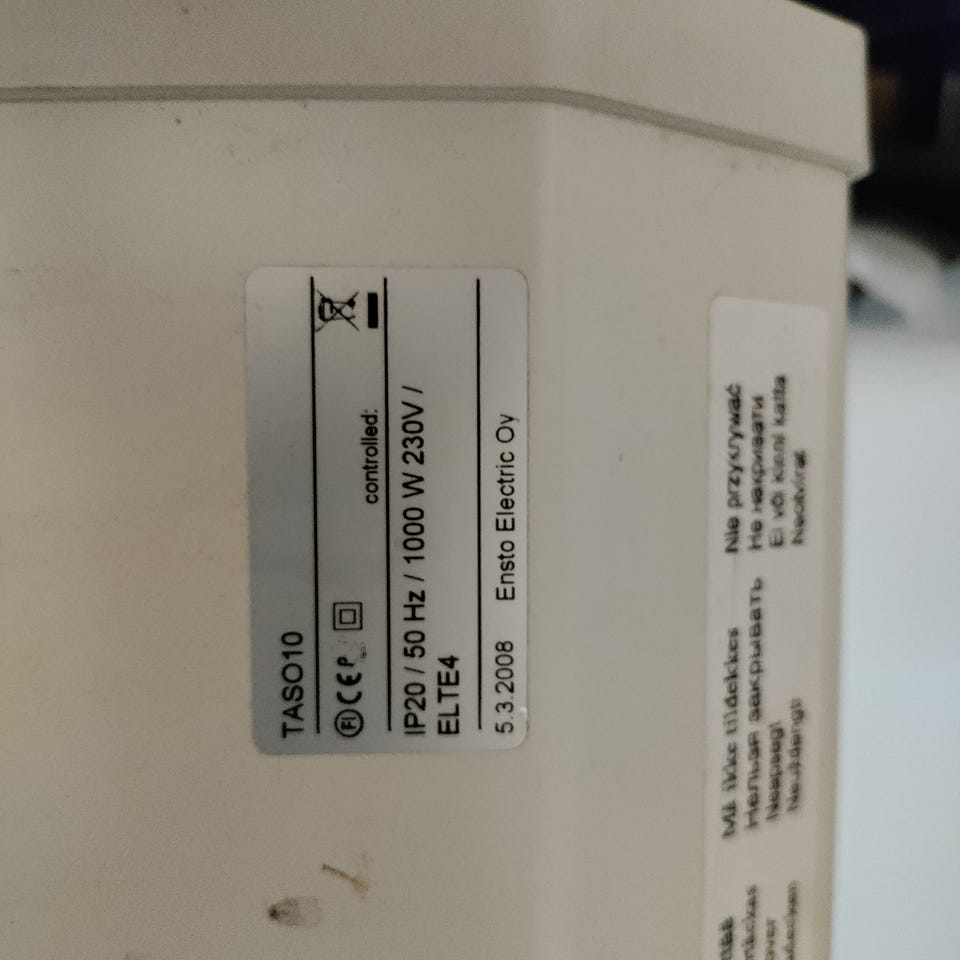 TASO10
FI CE
controlled:
IP20 / 50 Hz / 1000 W 230V /
ELTE4
5.3.2008 Ensto Electric Oy
Må ikke tildekkes
Нельзя закрывать
Neapsegt
Neuždengti
Nie przykrywać
Не накривати
Ei või kinni katta